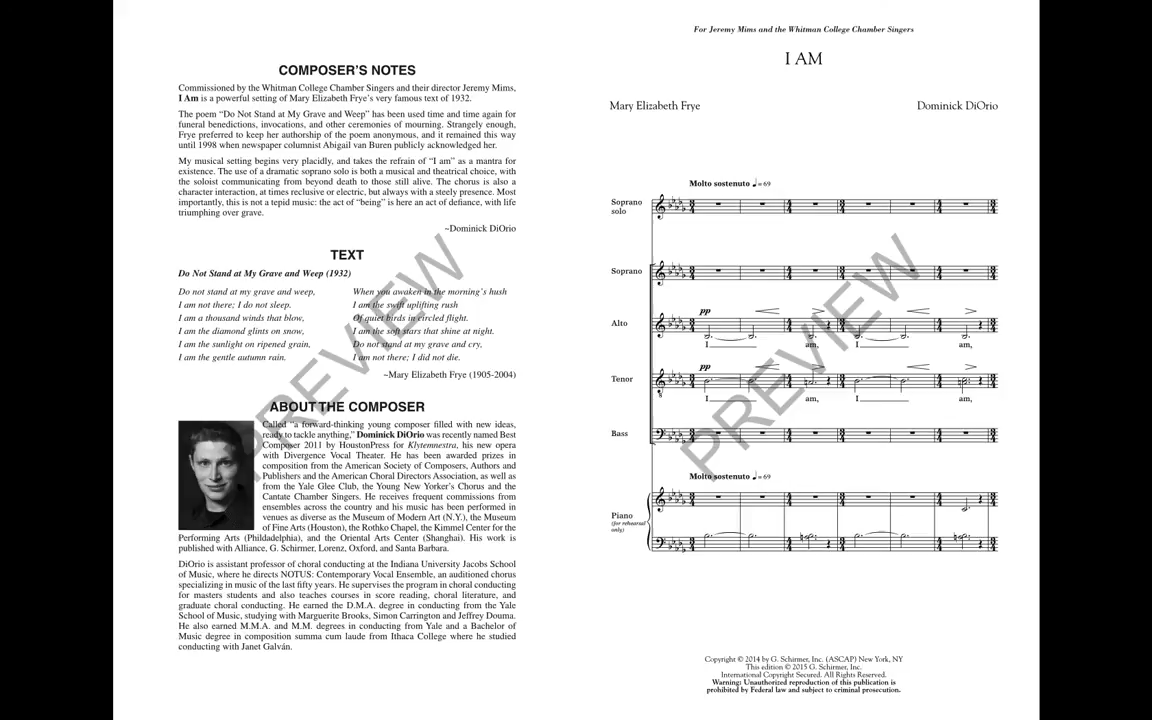 COMPOSER'S NOTES
Commissioned by the Whitman College Chamber Singers and their director Jeremy Mims,
I Am is a powerful setting of Mary Elizabeth Frye's very famous text of 1932.
The poem “Do Not Stand at My Grave and Weep” has been used time and time again for
funeral benedictions, invocations, and other ceremonies of mourning. Strangely enough,
Frye preferred to keep her authorship of the poem anonymous, and it remained this way
until 1998 when newspaper columnist Abigail van Buren publicly acknowledged her.
My musical setting begins very placidly, and takes the refrain of “I am” as a mantra for
existence. The use of a dramatic soprano solo is both a musical and theatrical choice, with
the soloist communicating from beyond death to those still alive. The chorus is also a
character interaction, at times reclusive or electric, but always with a steely presence. Most
importantly, this is not a tepid music: the act of “being” is here an act of defiance, with life
triumphing over grave.
~Dominick DiOrio
TEXT
Do Not Stand at My Grave and Weep (1932)
Do not stand at my grave and weep,
I am not there; I do not sleep.
I am a thousand winds that blow,
I am the diamond glints on snow,
I am the sunlight on ripened grain,
I am the gentle autumn rain.
When you awaken in the morning's hush
I am the swift uplifting rush
Of quiet birds in circled flight.
I am the soft stars that shine at night.
Do not stand at my grave and cry,
I am not there; I did not die.
~Mary Elizabeth Frye (1905-2004)
ABOUT THE COMPOSER
Called “a forward-thinking young composer filled with new ideas,
ready to tackle anything,” Dominick DiOrio was recently named Best
Composer 2011 by HoustonPress for Klytemnestra, his new opera
with Divergence Vocal Theater. He has been awarded prizes in
composition from the American Society of Composers, Authors and
Publishers and the American Choral Directors Association, as well as
from the Yale Glee Club, the Young New Yorker's Chorus and the
Cantate Chamber Singers. He receives frequent commissions from
ensembles across the country and his music has been performed in
venues as diverse as the Museum of Modern Art (N.Y.), the Museum
of Fine Arts (Houston), the Rothko Chapel, the Kimmel Center for the
Performing Arts (Philadelphia), and the Oriental Arts Center (Shanghai). His work is
published with Alliance, G. Schirmer, Lorenz, Oxford, and Santa Barbara.
DiOrio is assistant professor of choral conducting at the Indiana University Jacobs School
of Music, where he directs NOTUS: Contemporary Vocal Ensemble, an auditioned chorus
specializing in music of the last fifty years. He supervises the program in choral conducting
for masters students and also teaches courses in score reading, choral literature, and
graduate choral conducting. He earned the D.M.A. degree in conducting from the Yale
School of Music, studying with Marguerite Brooks, Simon Carrington and Jeffrey Douma.
He also earned M.M.A. and M.M. degrees in conducting from Yale and a Bachelor of
Music degree in composition summa cum laude from Ithaca College where he studied
conducting with Janet Galván.
PREVIEW
For Jeremy Mims and the Whitman College Chamber Singers
I AM
Mary Elizabeth Frye
Dominick DiOrio
Molto sostenuto ♩ = 69
Soprano
solo
Soprano
Alto
pp
I am, I am,
Tenor
pp
I am, I am,
Bass
Molto sostenuto ♩ = 69
Piano
(for rehearsal
only)
PREVIEW
Copyright © 2014 by G. Schirmer, Inc. (ASCAP) New York, NY
This edition © 2015 G. Schirmer, Inc.
International Copyright Secured. All Rights Reserved.
Warning: Unauthorized reproduction of this publication is
prohibited by Federal law and subject to criminal prosecution.